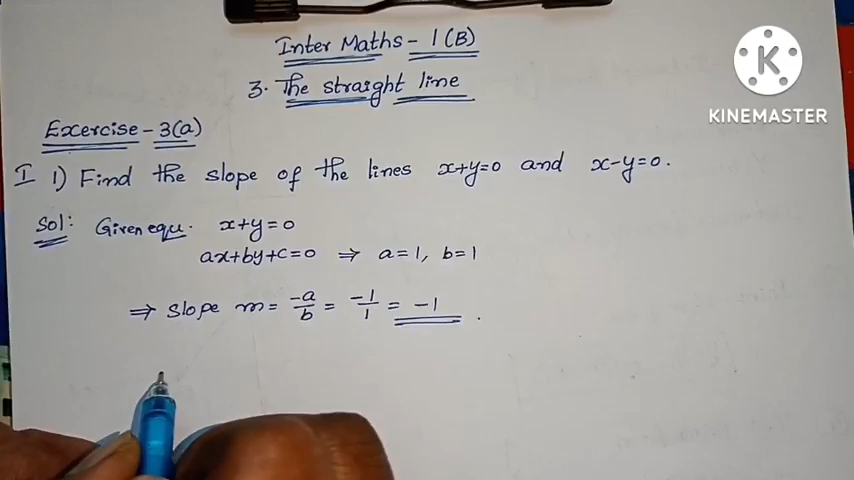 Inter Maths - 1(B)
3. The straight line
K
KINEMASTER
Exercise - 3(a)
I 1) Find the slope of the lines x+y=0 and x-y=0.
Sol: Given equ. x+y=0
ax+by+c=0 ⇒ a=1, b=1
⇒ slope m = -a/b = -1/1 = -1.